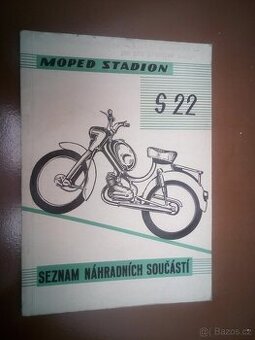 MOPED STADION
S 22
SEZNAM NÁHRADNÍCH SOUČÁSTÍ
Bazos.cz